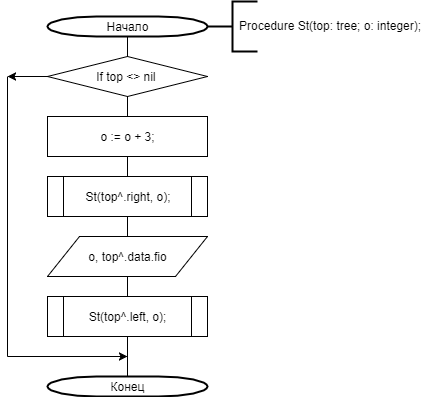 Начало
Procedure St(top: tree; o: integer);
If top <> nil
o := o + 3;
St(top^.right, o);
o, top^.data.fio
St(top^.left, o);
Конец